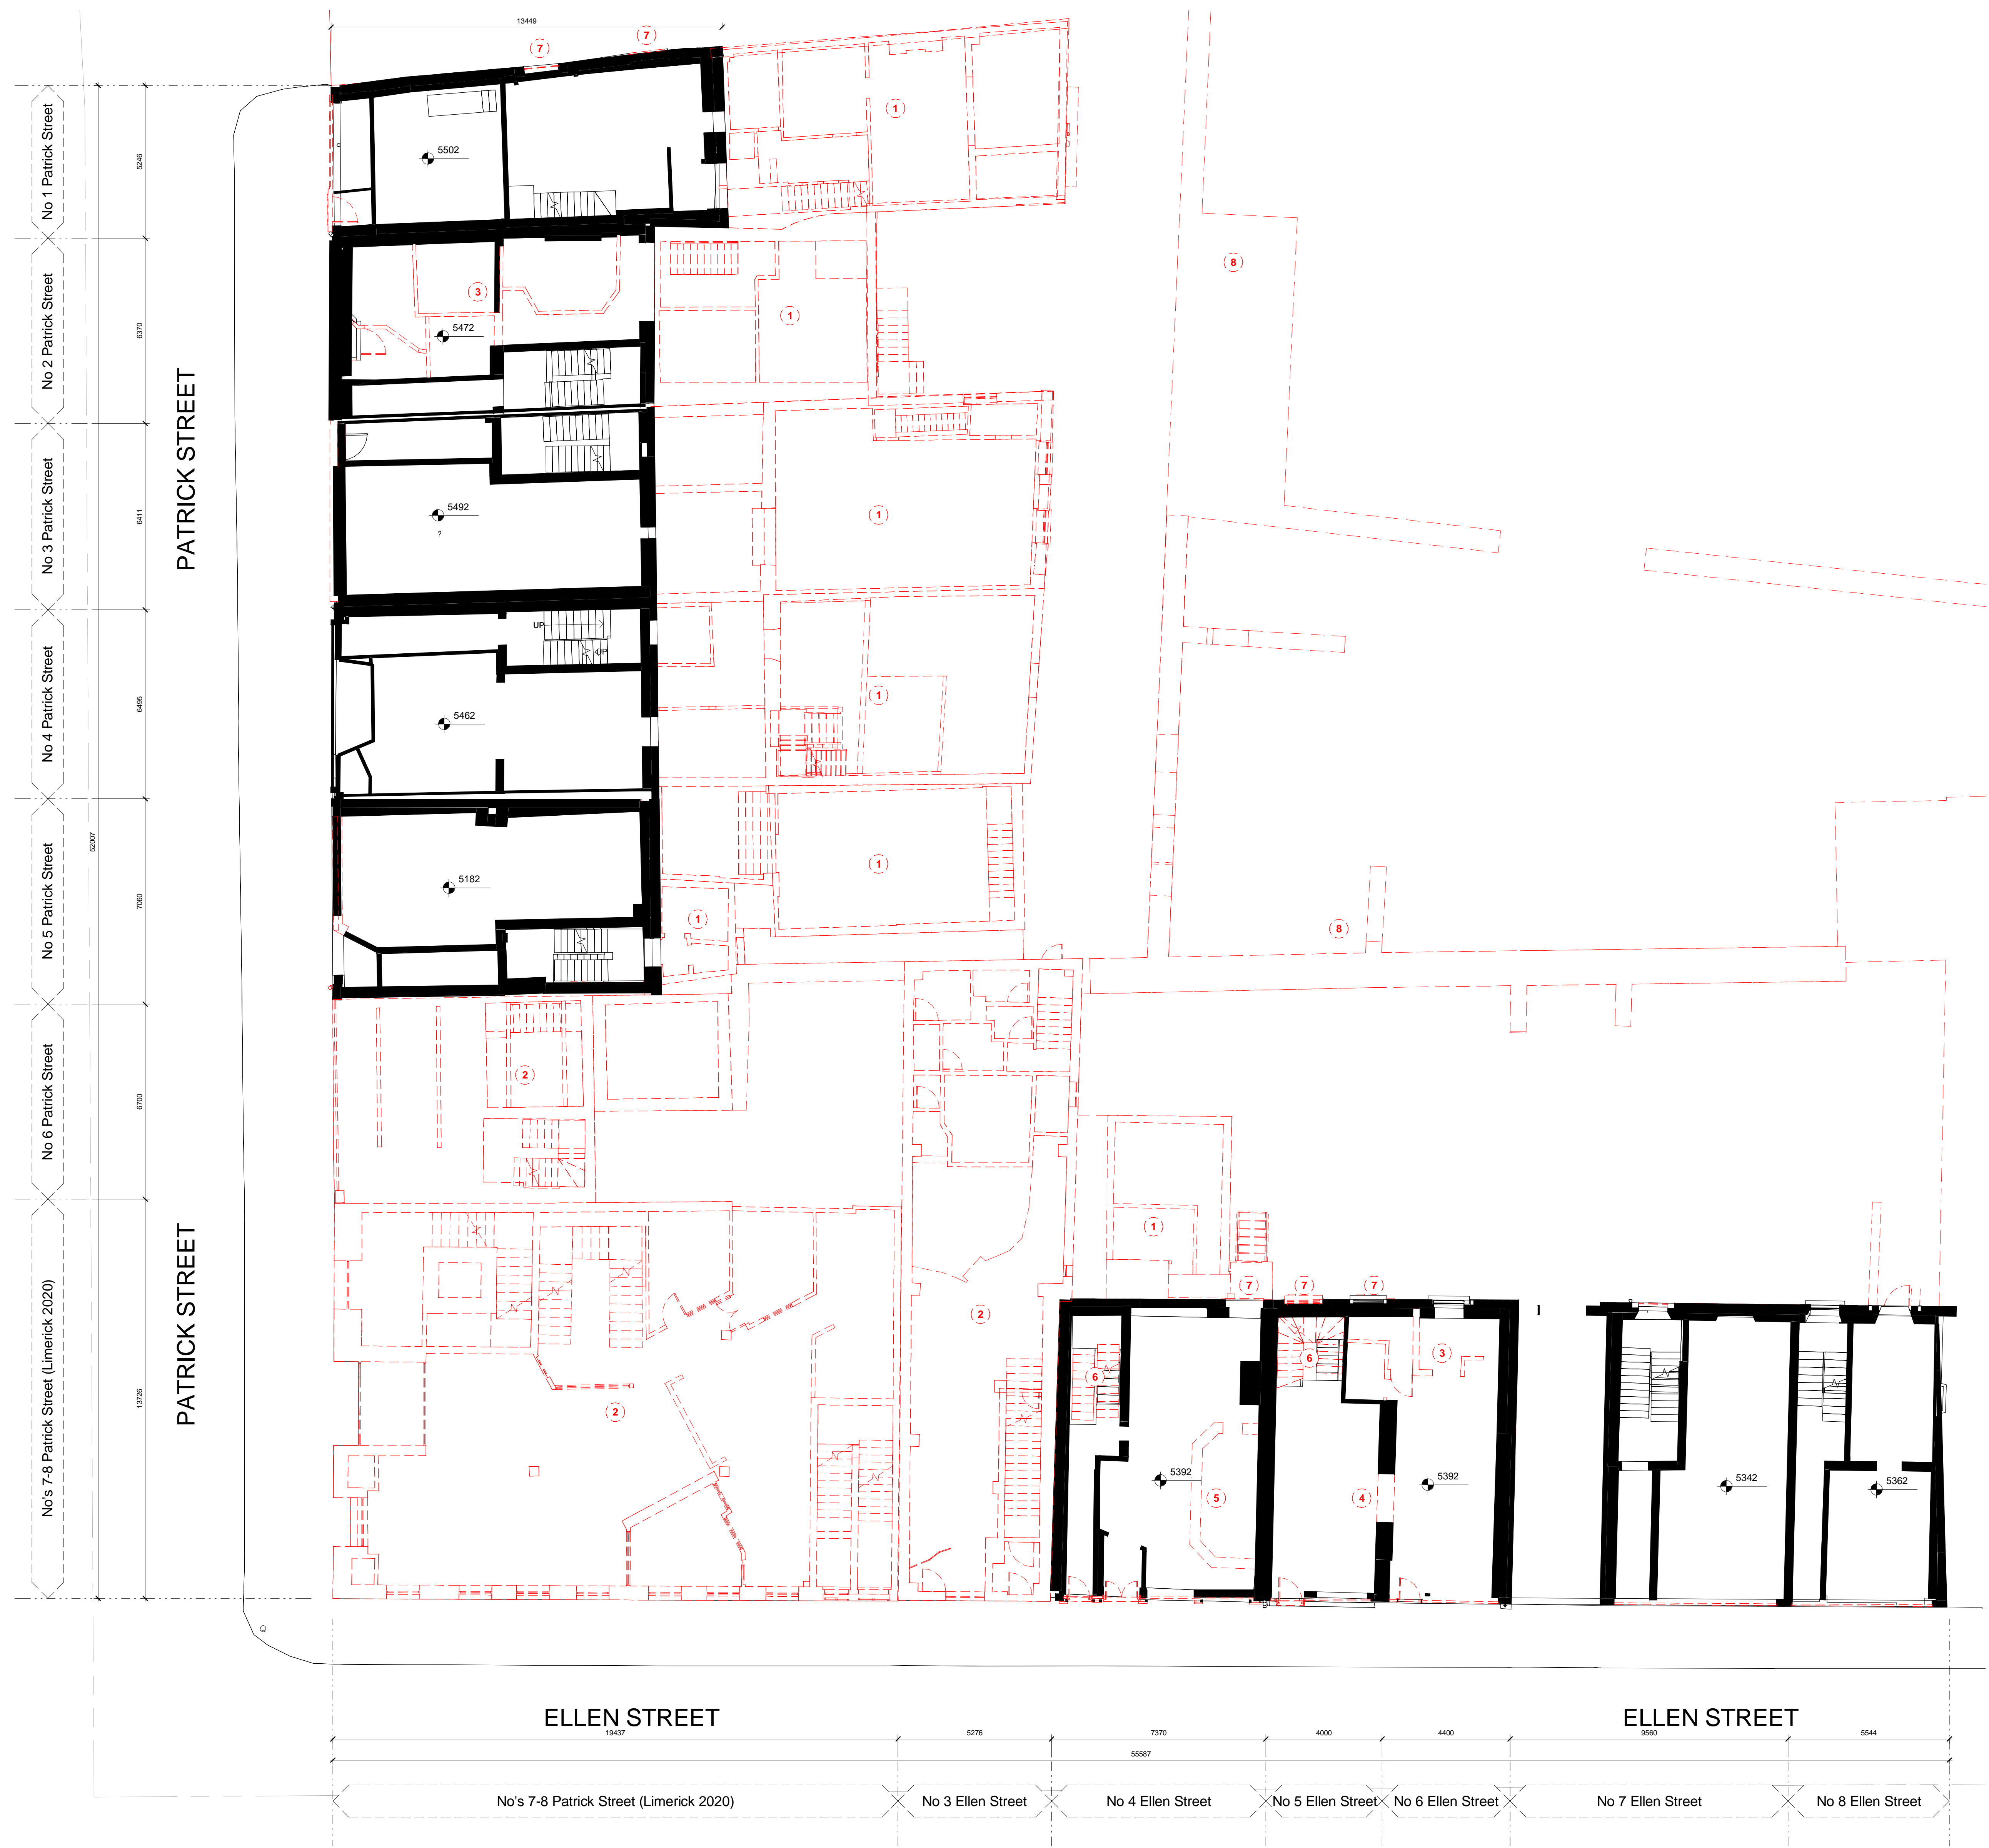 13449
7
7
No 1 Patrick Street
5246
5502
1
No 2 Patrick Street
6370
3
5472
1
8
PATRICK STREET
No 3 Patrick Street
6411
5492
?
1
No 4 Patrick Street
6495
UP
UP
5462
1
52007
No 5 Patrick Street
7060
5182
1
1
8
No 6 Patrick Street
6700
2
PATRICK STREET
No's 7-8 Patrick Street (Limerick 2020)
13726
2
2
1
7
7
7
6
6
3
5392
5
4
5392
5342
5362
ELLEN STREET
ELLEN STREET
19437
5276
7370
4000
4400
9560
5544
55587
No's 7-8 Patrick Street (Limerick 2020)
No 3 Ellen Street
No 4 Ellen Street
No 5 Ellen Street
No 6 Ellen Street
No 7 Ellen Street
No 8 Ellen Street